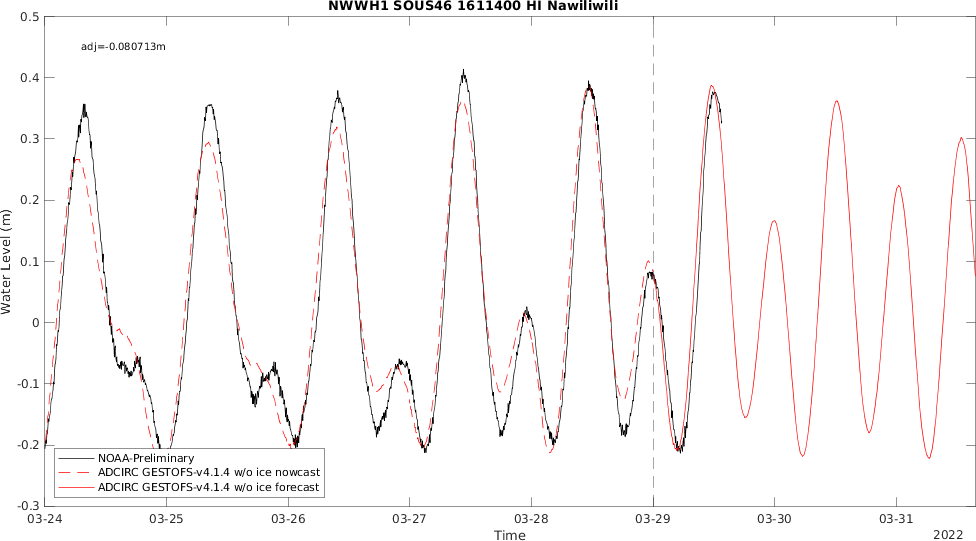 NWWH1 SOUS46 1611400 HI Nawiliwili
0.5
adj=-0.080713m
0.4
0.3
0.2
0.1
0
-0.1
-0.2
-0.3
Water Level (m)
NOAA-Preliminary
ADCIRC GESTOFS-v4.1.4 w/o ice nowcast
ADCIRC GESTOFS-v4.1.4 w/o ice forecast
03-24 03-25 03-26 03-27 03-28 03-29 03-30 03-31
Time
2022